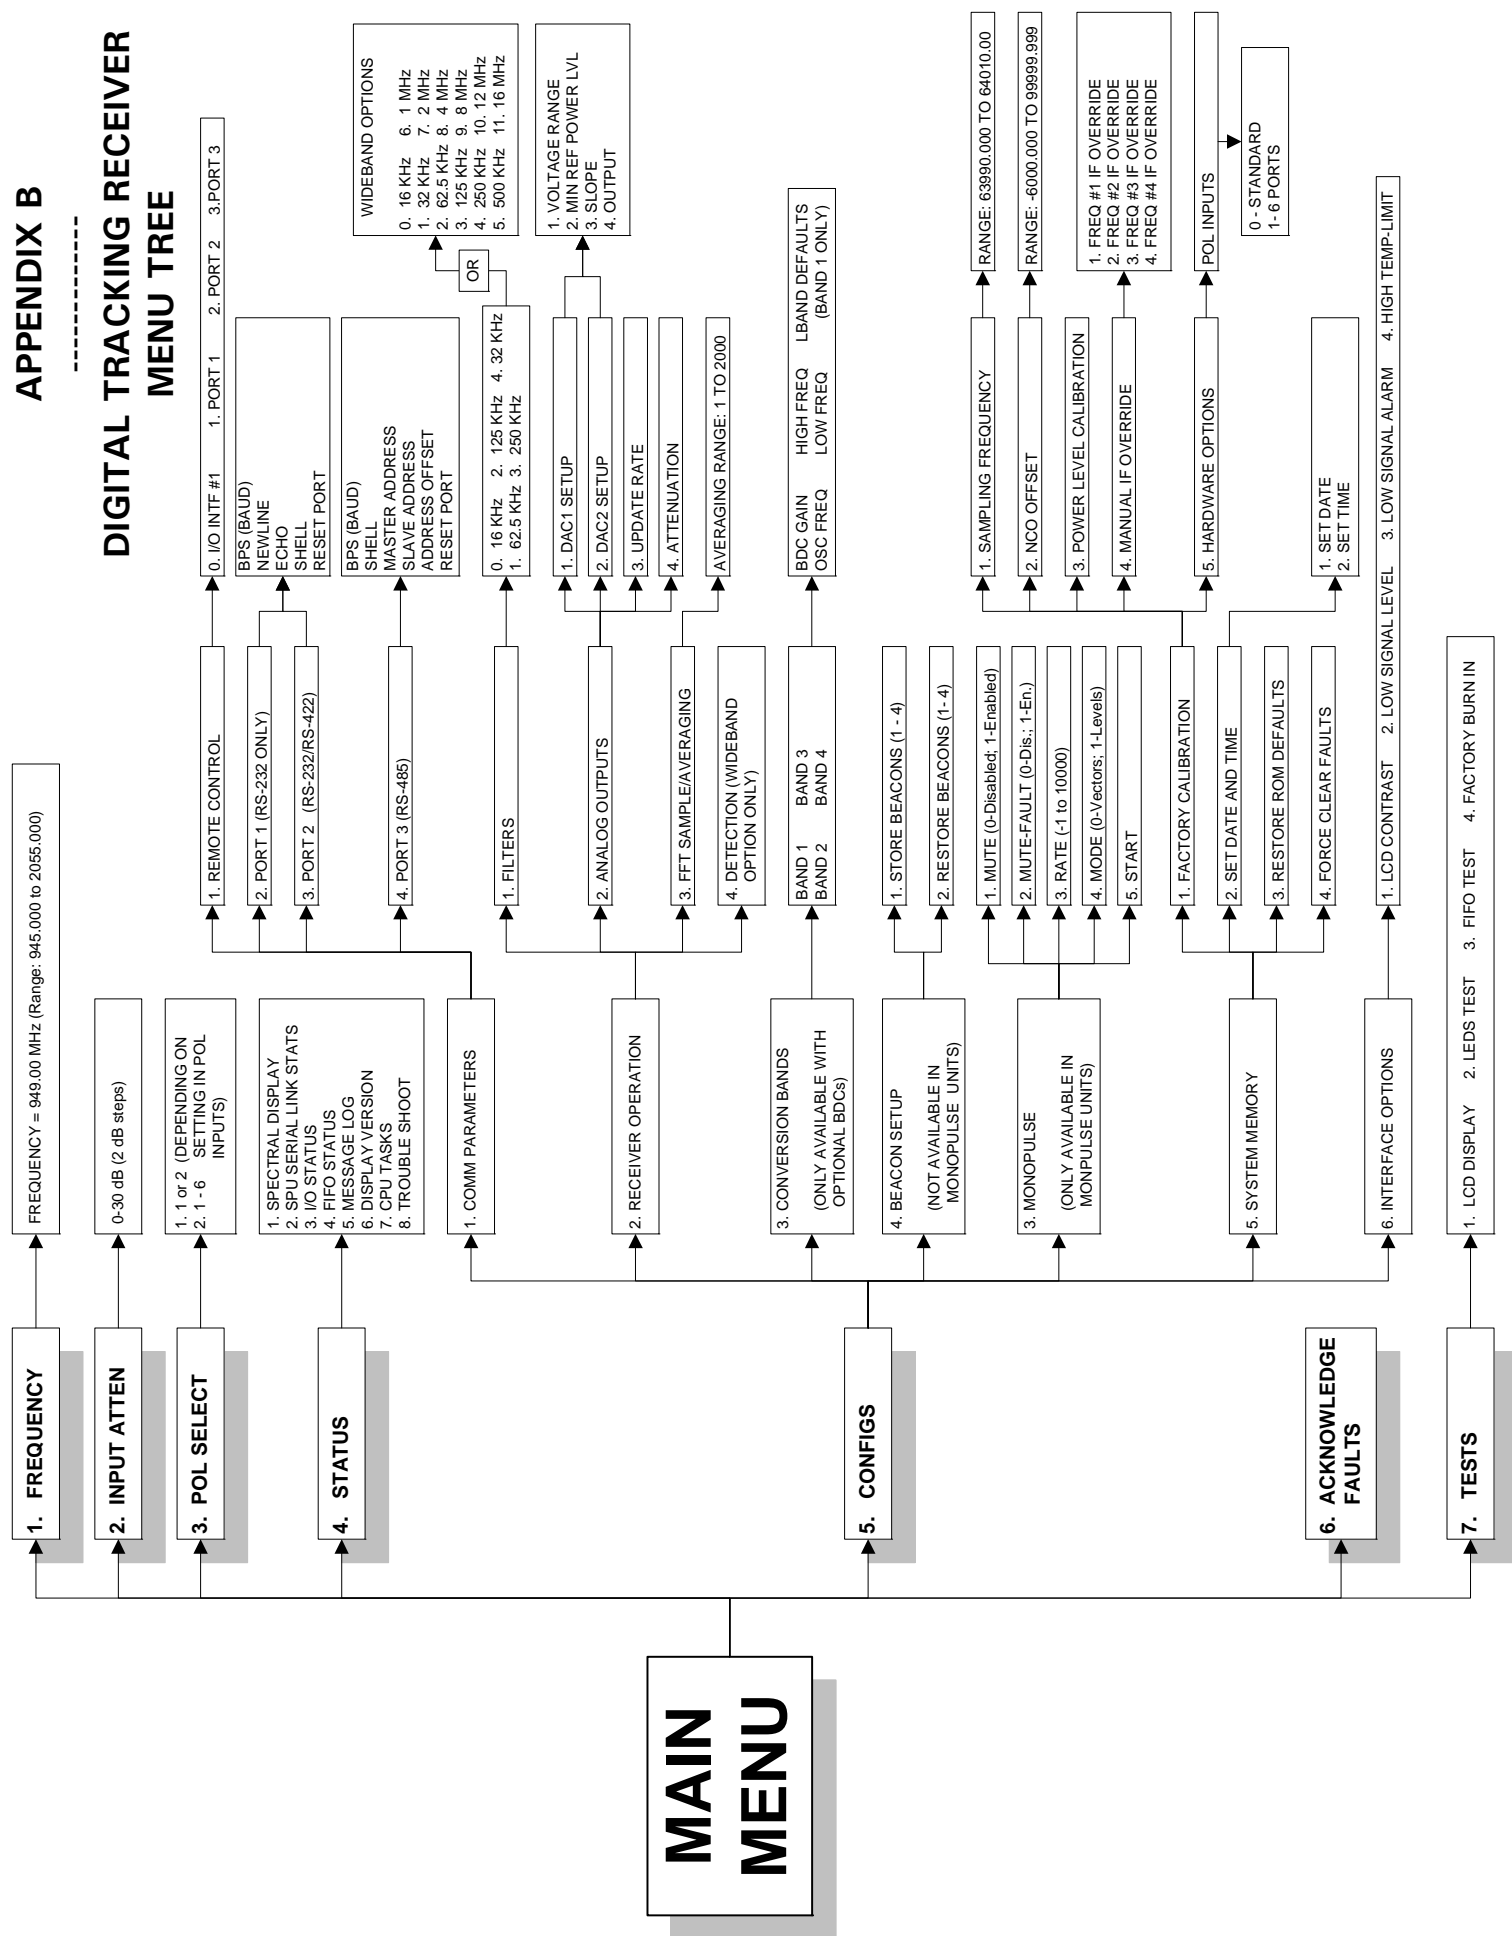 APPENDIX B
------------
DIGITAL TRACKING RECEIVER
MENU TREE
MAIN
MENU
1. FREQUENCY
FREQUENCY = 949.00 MHz (Range: 945.000 to 2055.000)
2. INPUT ATTEN
0-30 dB (2 dB steps)
3. POL SELECT
1. 1 or 2 (DEPENDING ON
2. 1 - 6 SETTING IN POL
INPUTS)
4. STATUS
1. SPECTRAL DISPLAY
2. SPU SERIAL LINK STATS
3. I/O STATUS
4. FIFO STATUS
5. MESSAGE LOG
6. DISPLAY VERSION
7. CPU TASKS
8. TROUBLE SHOOT
5. CONFIGS
1. COMM PARAMETERS
1. REMOTE CONTROL
0. I/O INTF #1 1. PORT 1 2. PORT 2 3.PORT 3
2. PORT 1 (RS-232 ONLY)
3. PORT 2 (RS-232/RS-422)
BPS (BAUD)
NEWLINE
ECHO
SHELL
RESET PORT
4. PORT 3 (RS-485)
BPS (BAUD)
SHELL
MASTER ADDRESS
SLAVE ADDRESS
ADDRESS OFFSET
RESET PORT
2. RECEIVER OPERATION
1. FILTERS
0. 16 KHz 2. 125 KHz 4. 32 KHz
1. 62.5 KHz 3. 250 KHz
OR
WIDEBAND OPTIONS
0. 16 KHz 6. 1 MHz
1. 32 KHz 7. 2 MHz
2. 62.5 KHz 8. 4 MHz
3. 125 KHz 9. 8 MHz
4. 250 KHz 10. 12 MHz
5. 500 KHz 11. 16 MHz
2. ANALOG OUTPUTS
1. DAC1 SETUP
2. DAC2 SETUP
3. UPDATE RATE
4. ATTENUATION
1. VOLTAGE RANGE
2. MIN REF POWER LVL
3. SLOPE
4. OUTPUT
3. FFT SAMPLE/AVERAGING
AVERAGING RANGE: 1 TO 2000
4. DETECTION (WIDEBAND
OPTION ONLY)
3. CONVERSION BANDS
(ONLY AVAILABLE WITH
OPTIONAL BDCs)
BAND 1 BAND 3
BAND 2 BAND 4
BDC GAIN HIGH FREQ LBAND DEFAULTS
OSC FREQ LOW FREQ (BAND 1 ONLY)
4. BEACON SETUP
(NOT AVAILABLE IN
MONOPULSE UNITS)
1. STORE BEACONS (1 - 4)
2. RESTORE BEACONS (1- 4)
3. MONOPULSE
(ONLY AVAILABLE IN
MONPULSE UNITS)
1. MUTE (0-Disabled; 1-Enabled)
2. MUTE-FAULT (0-Dis.; 1-En.)
3. RATE (-1 to 10000)
4. MODE (0-Vectors; 1-Levels)
5. START
5. SYSTEM MEMORY
1. FACTORY CALIBRATION
1. SAMPLING FREQUENCY
RANGE: 63990.000 TO 64010.00
2. NCO OFFSET
RANGE: -6000.000 TO 99999.999
3. POWER LEVEL CALIBRATION
4. MANUAL IF OVERRIDE
1. FREQ #1 IF OVERRIDE
2. FREQ #2 IF OVERRIDE
3. FREQ #3 IF OVERRIDE
4. FREQ #4 IF OVERRIDE
5. HARDWARE OPTIONS
POL INPUTS
0 - STANDARD
1- 6 PORTS
2. SET DATE AND TIME
1. SET DATE
2. SET TIME
3. RESTORE ROM DEFAULTS
4. FORCE CLEAR FAULTS
6. INTERFACE OPTIONS
1. LCD CONTRAST 2. LOW SIGNAL LEVEL 3. LOW SIGNAL ALARM 4. HIGH TEMP-LIMIT
6. ACKNOWLEDGE
FAULTS
7. TESTS
1. LCD DISPLAY 2. LEDS TEST 3. FIFO TEST 4. FACTORY BURN IN